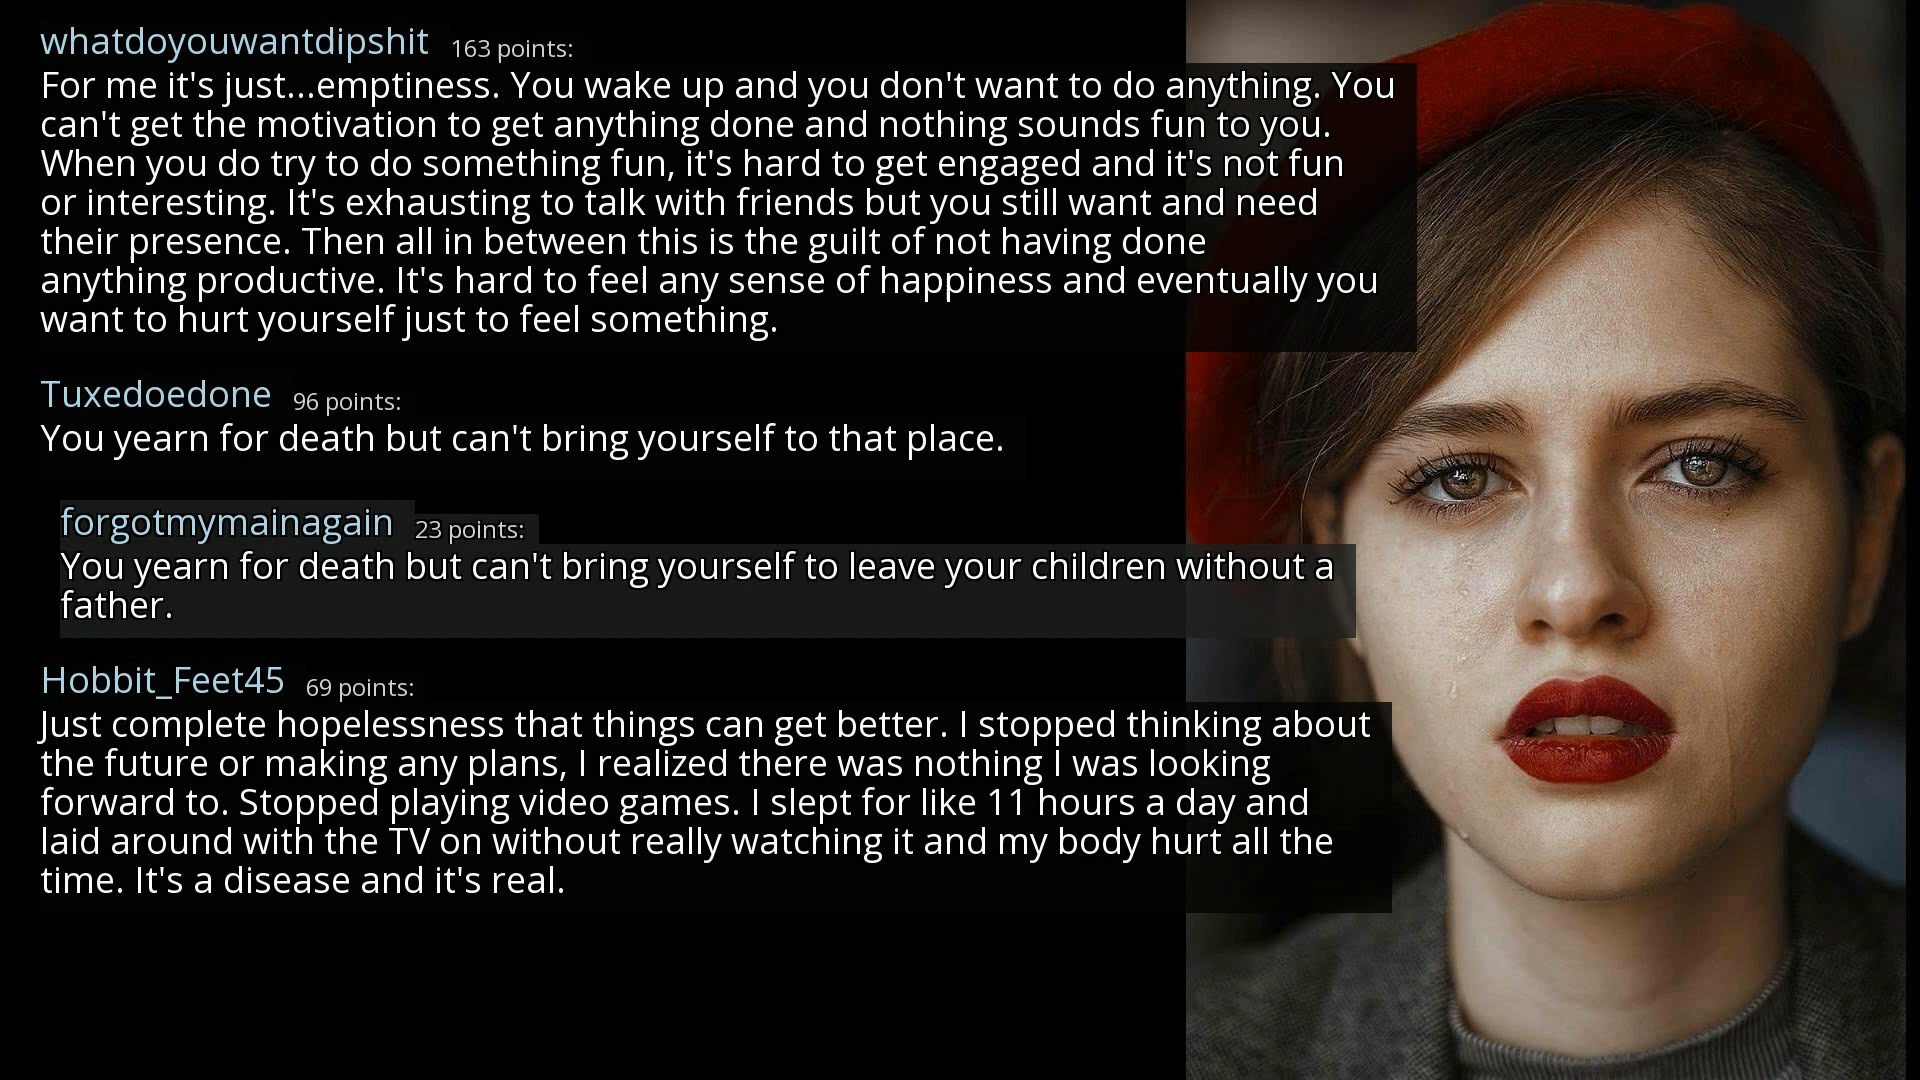 whatdoyouwantdipshit 163 points:
For me it's just...emptiness. You wake up and you don't want to do anything. You
can't get the motivation to get anything done and nothing sounds fun to you.
When you do try to do something fun, it's hard to get engaged and it's not fun
or interesting. It's exhausting to talk with friends but you still want and need
their presence. Then all in between this is the guilt of not having done
anything productive. It's hard to feel any sense of happiness and eventually you
want to hurt yourself just to feel something.
Tuxedoedone 96 points:
You yearn for death but can't bring yourself to that place.
forgotmymainagain 23 points:
You yearn for death but can't bring yourself to leave your children without a
father.
Hobbit_Feet45 69 points:
Just complete hopelessness that things can get better. I stopped thinking about
the future or making any plans, I realized there was nothing I was looking
forward to. Stopped playing video games. I slept for like 11 hours a day and
laid around with the TV on without really watching it and my body hurt all the
time. It's a disease and it's real.